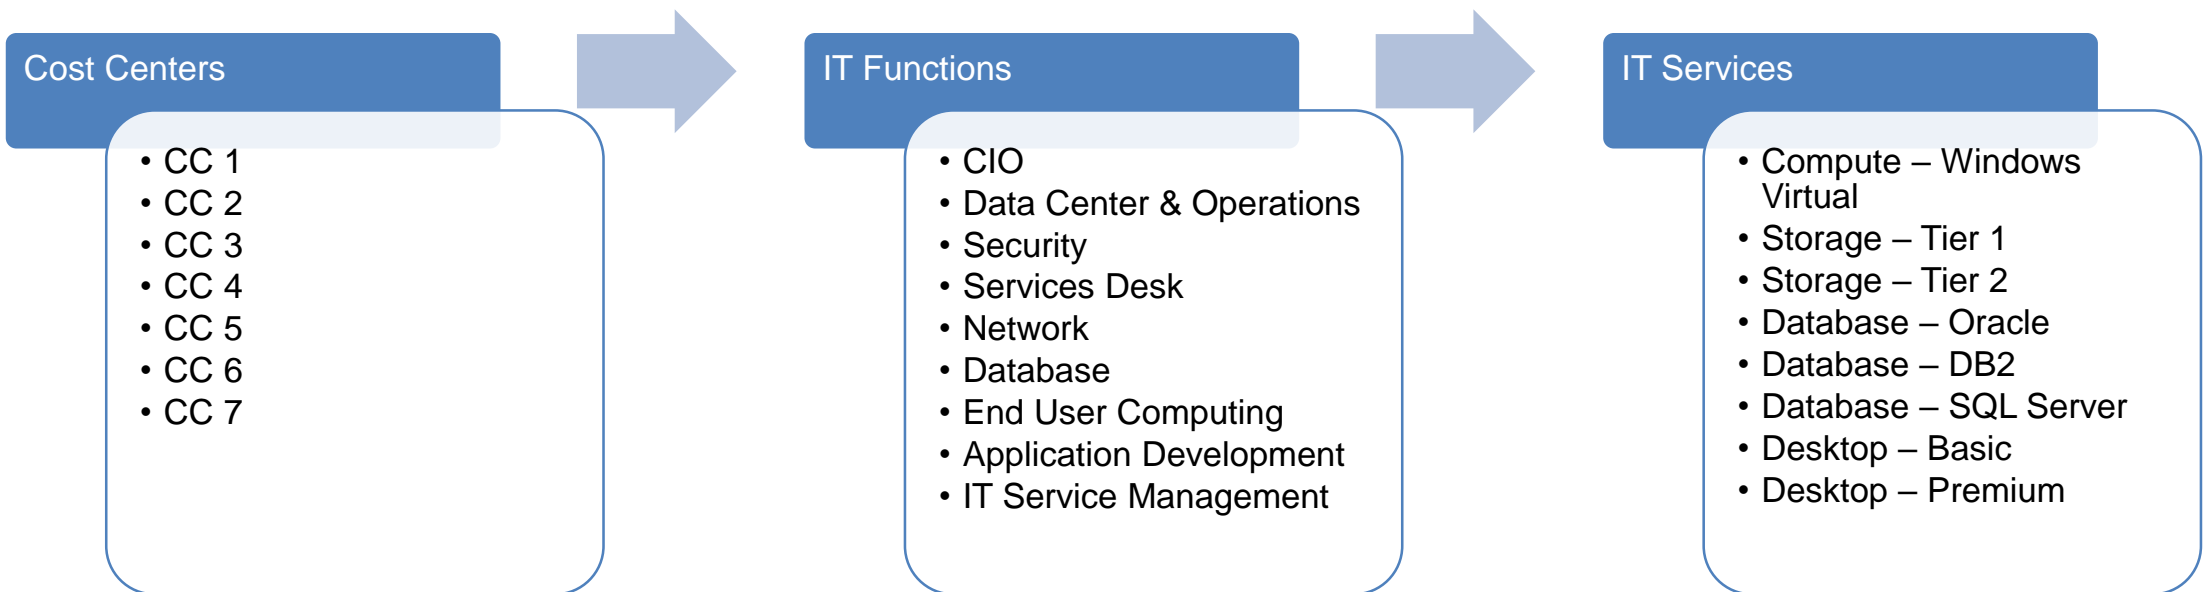 Cost Centers
• CC 1
• CC 2
• CC 3
• CC 4
• CC 5
• CC 6
• CC 7
IT Functions
• CIO
• Data Center & Operations
• Security
• Services Desk
• Network
• Database
• End User Computing
• Application Development
• IT Service Management
IT Services
• Compute – Windows
Virtual
• Storage – Tier 1
• Storage – Tier 2
• Database – Oracle
• Database – DB2
• Database – SQL Server
• Desktop – Basic
• Desktop – Premium